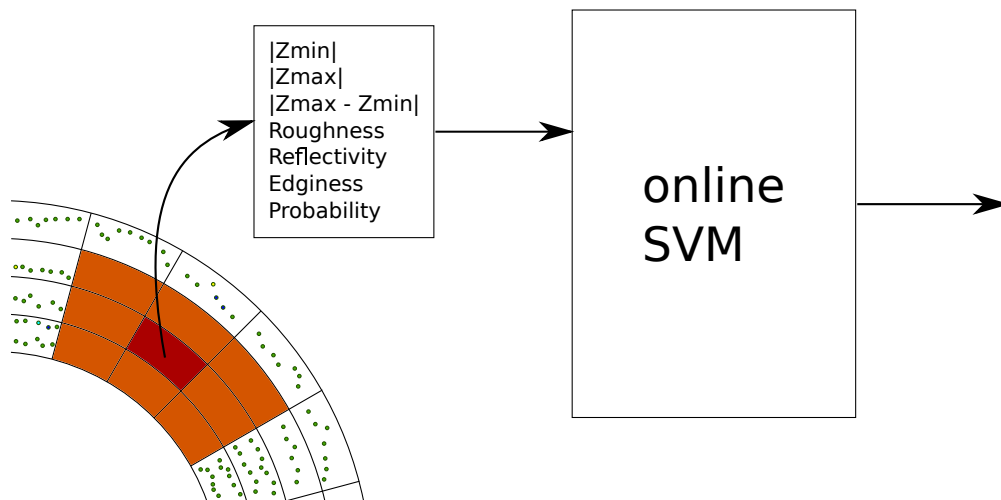 |Zmin|
|Zmax|
|Zmax - Zmin|
Roughness
Reflectivity
Edginess
Probability
online
SVM